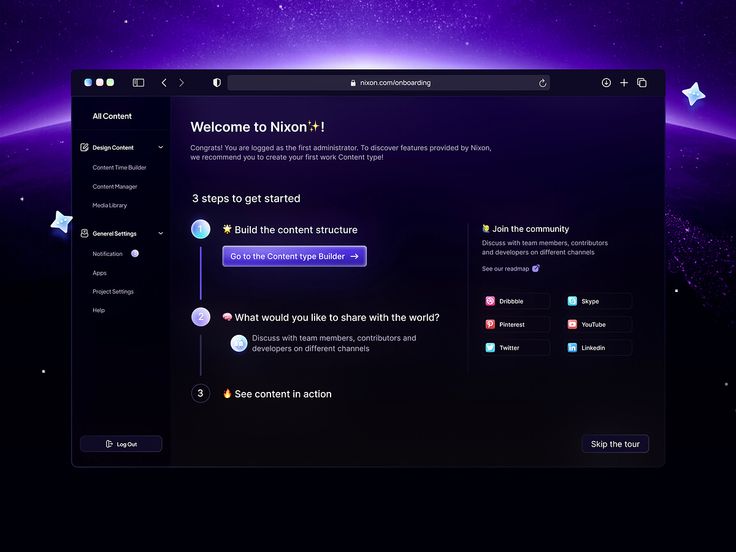 nixon.com/onboarding
All Content
Design Content
Content Time Builder
Content Manager
Media Library
Generel Settings
Notification
Apps
Project Settings
Help
Log Out
Welcome to Nixon✨!
Congrats! You are logged as the first administrator. To discover features provided by Nixon,
we recommend you to create your first work Content type!
3 steps to get started
1
🌟 Build the content structure
Go to the Content type Builder →
2
🧠 What would you like to share with the world?
Discuss with team members, contributors and
developers on different channels
3
🔥 See content in action
🙋‍♂️ Join the community
Discuss with team members, contributors
and developers on different channels
See our readmap
Dribbble
Skype
Pinterest
YouTube
Twitter
Linkedin
Skip the tour